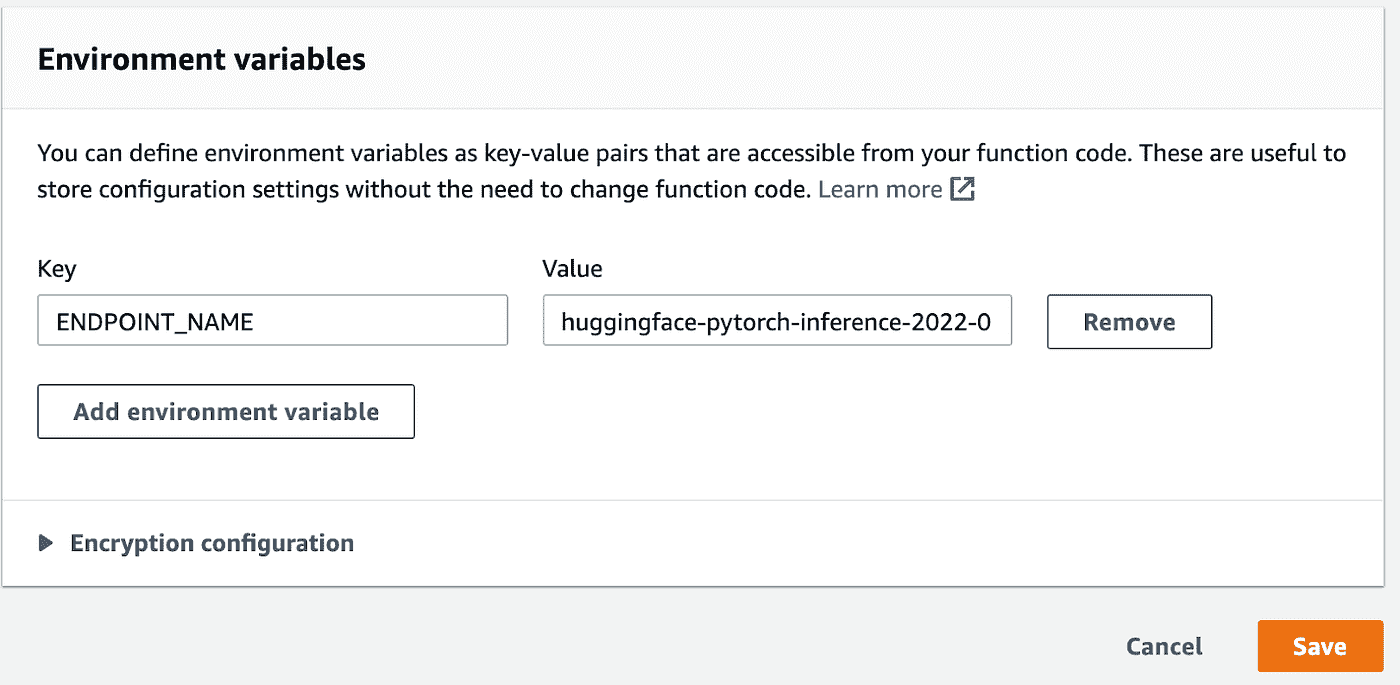 Environment variables
You can define environment variables as key-value pairs that are accessible from your function code. These are useful to
store configuration settings without the need to change function code. Learn more
Key Value
ENDPOINT_NAME huggingface-pytorch-inference-2022-0 Remove
Add environment variable
Encryption configuration
Cancel Save